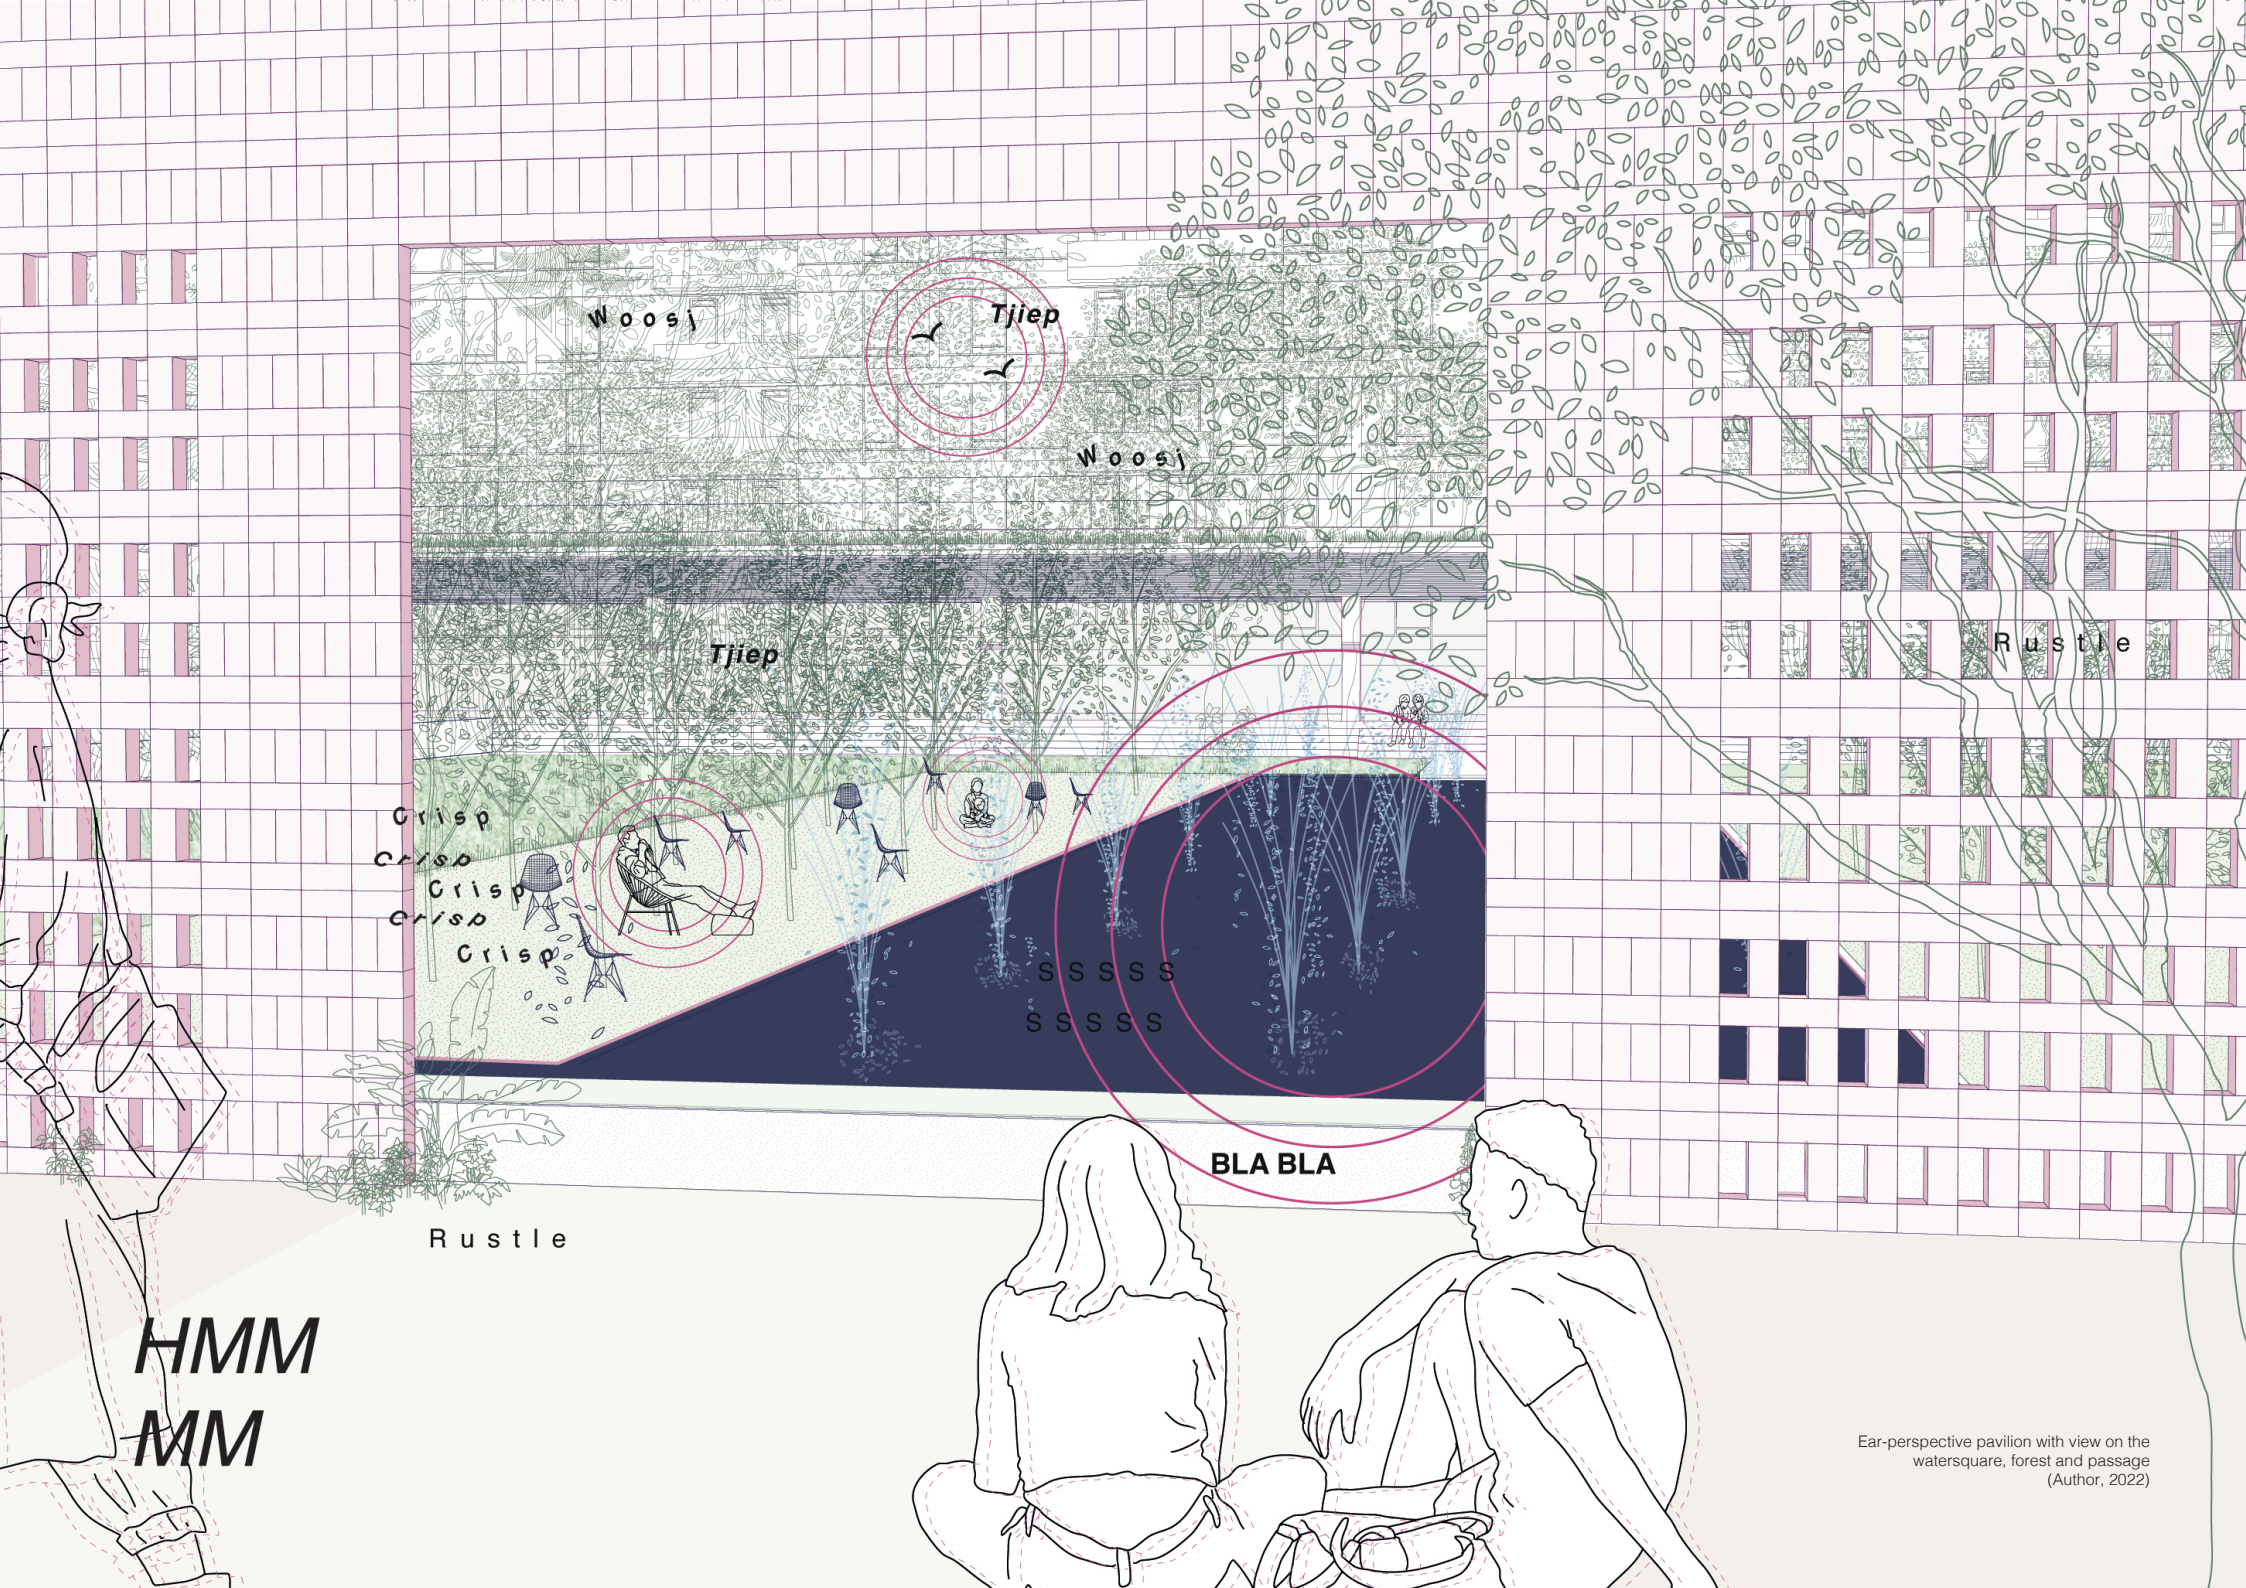 Woosj
Tjiep
Woosj
Rustle
Tjiep
Crisp
Crisp
Crisp
Crisp
Crisp
S S S S S
S S S S S
BLA BLA
Rustle
HMM
MM
Ear-perspective pavilion with view on the
watersquare, forest and passage
(Author, 2022)